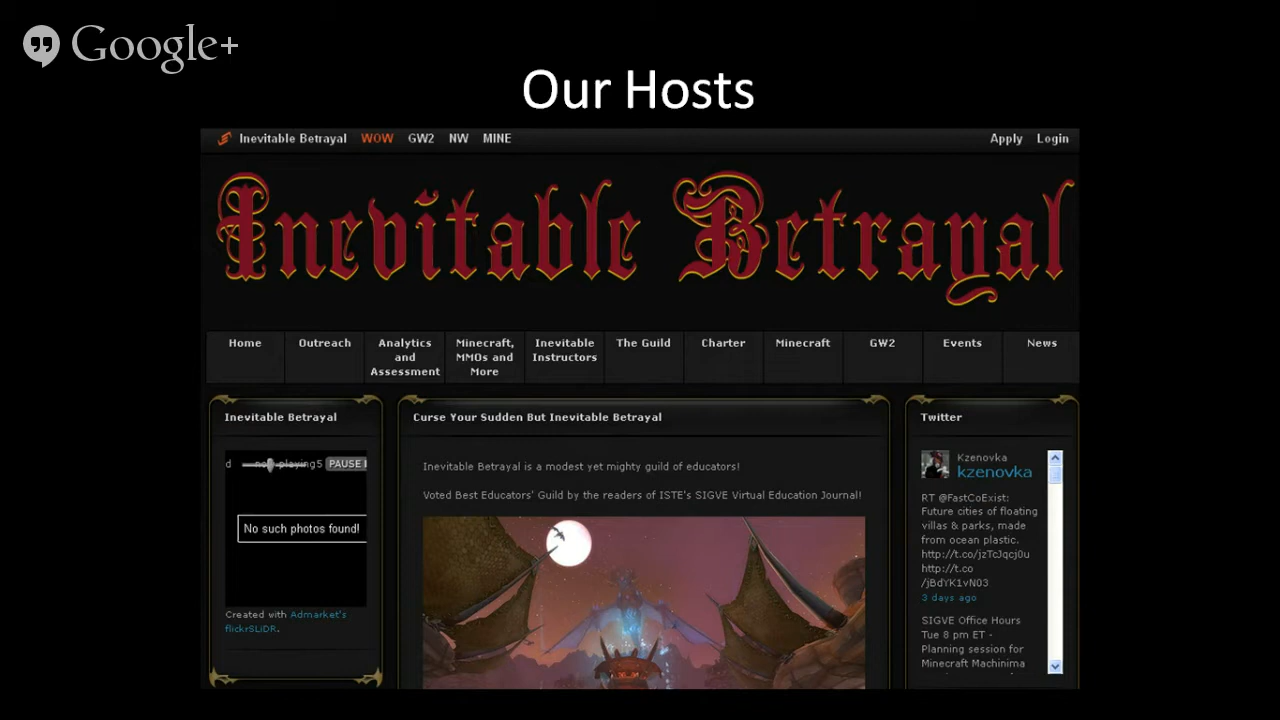 Google+
Our Hosts
Inevitable Betrayal WOW GW2 NW MINE Apply Login
Inevitable Betrayal
Home
Outreach
Analytics
and
Assessment
Minecraft,
MMOs and
More
Inevitable
Instructors
The Guild
Charter
Minecraft
GW2
Events
News
Inevitable Betrayal
PAUSE
No such photos found!
Created with Admarket's
flickrSLiDR.
Curse Your Sudden But Inevitable Betrayal
Inevitable Betrayal is a modest yet mighty guild of educators!
Voted Best Educators' Guild by the readers of ISTE's SIGVE Virtual Education Journal!
Twitter
Kzenovka
kzenovka
RT @FastCoExist:
Future cities of floating
villas & parks, made
from ocean plastic.
http://t.co/jzTcJqcj0u
http://t.co
/jBdYK1vN03
3 days ago
SIGVE Office Hours
Tue 8 pm ET -
Planning session for
Minecraft Machinima